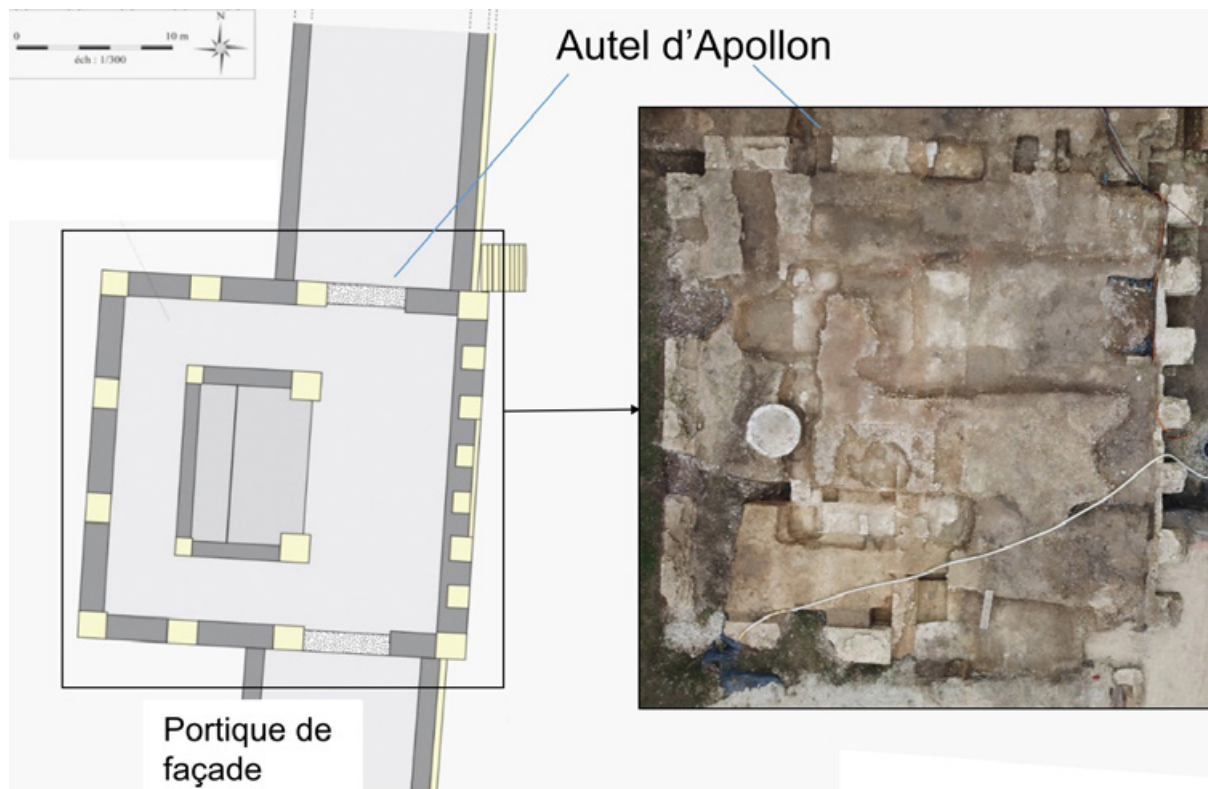 N
0 10 m
éch : 1/300
Autel d’Apollon
Portique de
façade